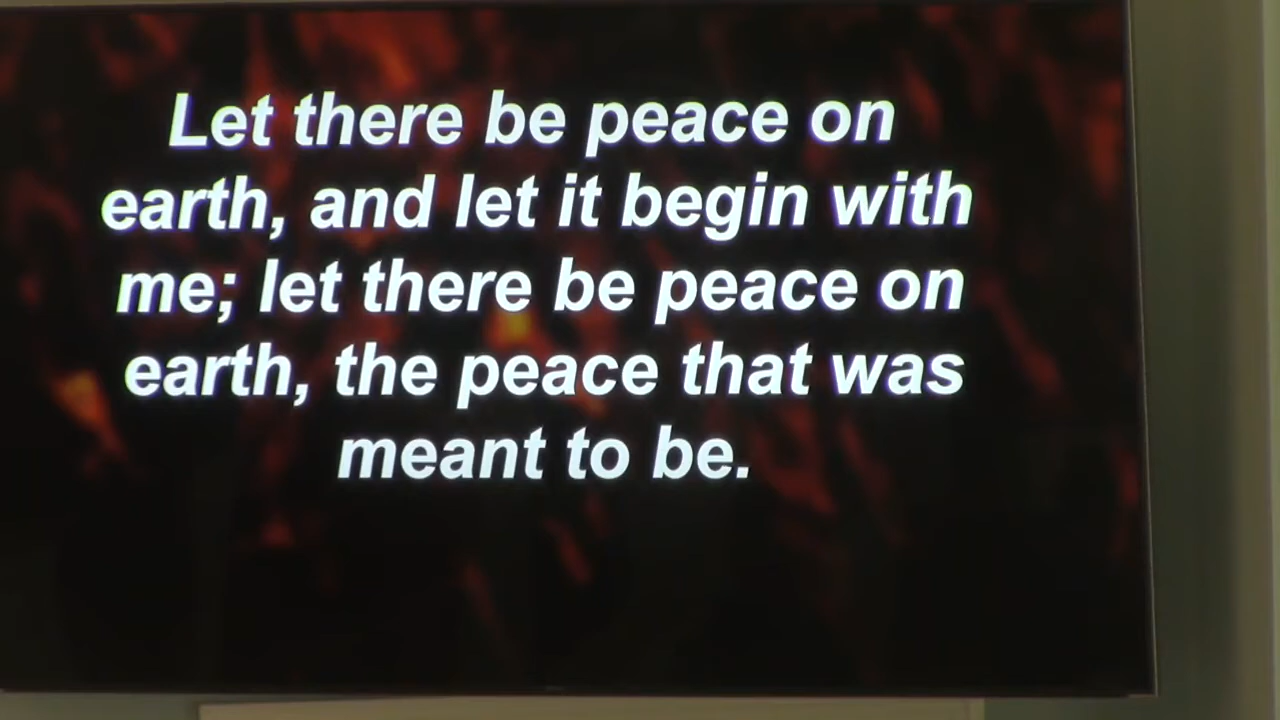 Let there be peace on
earth, and let it begin with
me; let there be peace on
earth, the peace that was
meant to be.